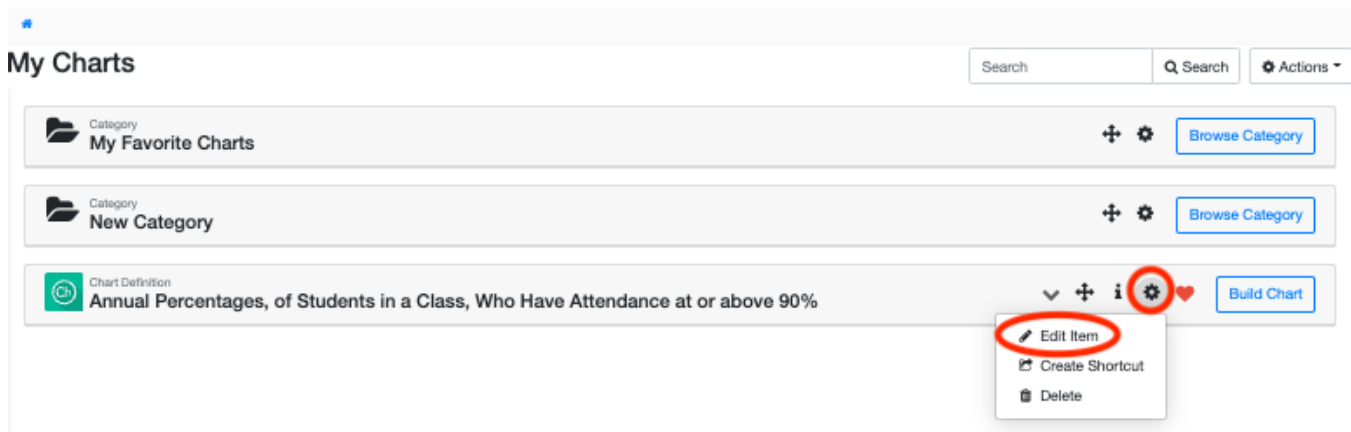 My Charts
Search
Search
Actions
Category
My Favorite Charts
Browse Category
Category
New Category
Browse Category
Ch
Chart Definition
Annual Percentages, of Students in a Class, Who Have Attendance at or above 90%
Build Chart
Edit Item
Create Shortcut
Delete